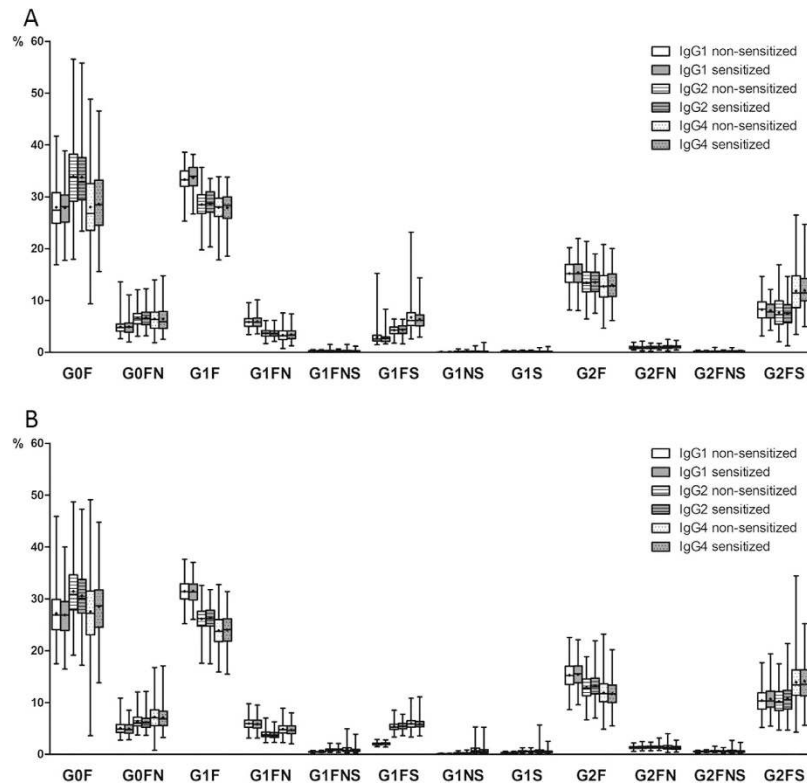 A
%
60
50
40
30
20
10
0
IgG1 non-sensitized
IgG1 sensitized
IgG2 non-sensitized
IgG2 sensitized
IgG4 non-sensitized
IgG4 sensitized
G0F G0FN G1F G1FN G1FNS G1FS G1NS G1S G2F G2FN G2FNS G2FS
B
%
60
50
40
30
20
10
0
IgG1 non-sensitized
IgG1 sensitized
IgG2 non-sensitized
IgG2 sensitized
IgG4 non-sensitized
IgG4 sensitized
G0F G0FN G1F G1FN G1FNS G1FS G1NS G1S G2F G2FN G2FNS G2FS